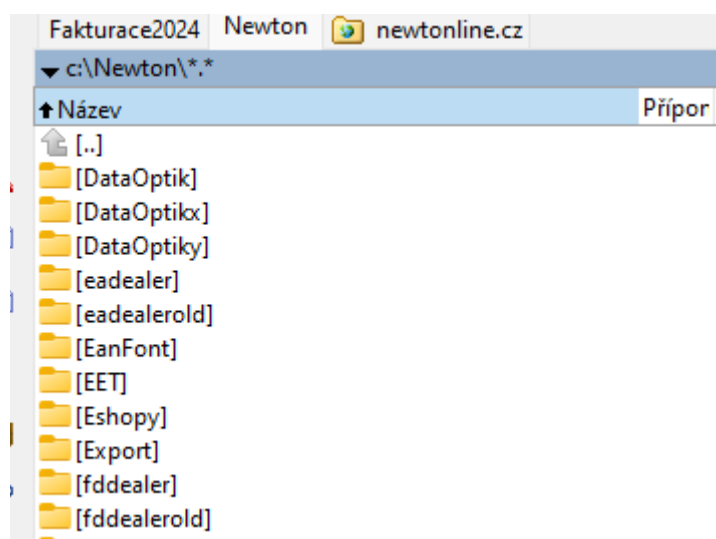 Fakturace2024 Newton newtonline.cz
c:\Newton\*.*
Název Přípor
[..]
[DataOptik]
[DataOptikx]
[DataOptiky]
[eadealer]
[eadealerold]
[EanFont]
[EET]
[Eshopy]
[Export]
[fddealer]
[fddealerold]